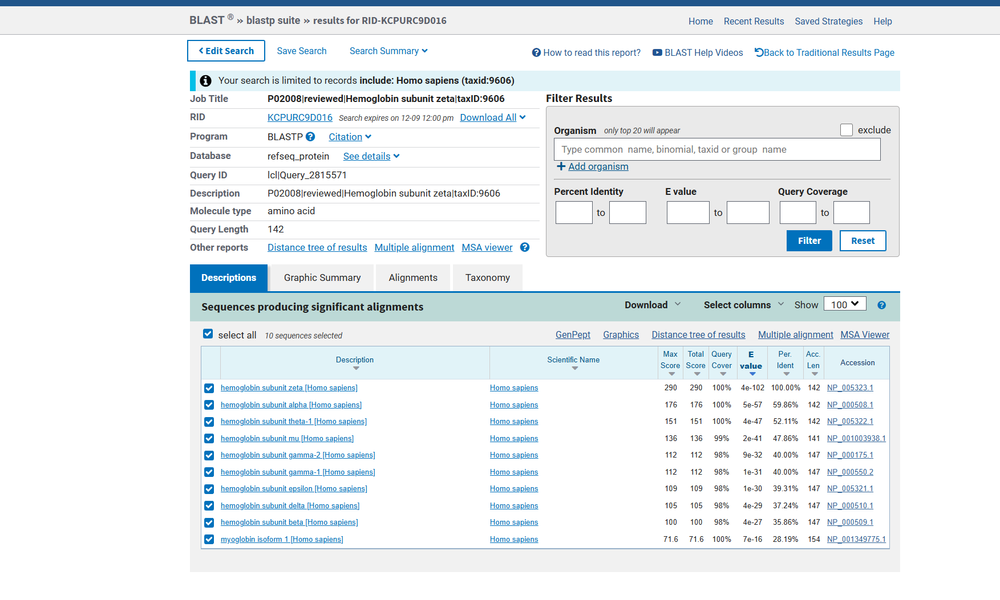 BLAST ® » blastp suite » results for RID-KCPURC9D016
Home Recent Results Saved Strategies Help
Edit Search Save Search Search Summary
How to read this report? BLAST Help Videos Back to Traditional Results Page
Your search is limited to records include: Homo sapiens (taxid:9606)
Job Title P02008|reviewed|Hemoglobin subunit zeta|taxID:9606
RID KCPURC9D016 Search expires on 12-09 12:00 pm Download All
Program BLASTP Citation
Database refseq_protein See details
Query ID lcl|Query_2815571
Description P02008|reviewed|Hemoglobin subunit zeta|taxID:9606
Molecule type amino acid
Query Length 142
Other reports Distance tree of results Multiple alignment MSA viewer
Filter Results
Organism only top 20 will appear exclude
Type common name, binomial, taxid or group name
Add organism
Percent Identity E value Query Coverage
to to to
Filter Reset
Descriptions Graphic Summary Alignments Taxonomy
Sequences producing significant alignments Download Select columns Show 100
select all 10 sequences selected GenPept Graphics Distance tree of results Multiple alignment MSA Viewer
Description Scientific Name Max Score Total Score Query Cover E value Per. Ident Acc. Len Accession
hemoglobin subunit zeta [Homo sapiens] Homo sapiens 290 290 100% 4e-102 100.00% 142 NP_005323.1
hemoglobin subunit alpha [Homo sapiens] Homo sapiens 176 176 100% 5e-57 59.86% 142 NP_000508.1
hemoglobin subunit theta-1 [Homo sapiens] Homo sapiens 151 151 100% 4e-47 52.11% 142 NP_005322.1
hemoglobin subunit mu [Homo sapiens] Homo sapiens 136 136 99% 2e-41 47.86% 141 NP_001003938.1
hemoglobin subunit gamma-2 [Homo sapiens] Homo sapiens 112 112 98% 9e-32 40.00% 147 NP_000175.1
hemoglobin subunit gamma-1 [Homo sapiens] Homo sapiens 112 112 98% 1e-31 40.00% 147 NP_000550.2
hemoglobin subunit epsilon [Homo sapiens] Homo sapiens 109 109 98% 1e-30 39.31% 147 NP_005321.1
hemoglobin subunit delta [Homo sapiens] Homo sapiens 105 105 98% 4e-29 37.24% 147 NP_000510.1
hemoglobin subunit beta [Homo sapiens] Homo sapiens 100 100 98% 4e-27 35.86% 147 NP_000509.1
myoglobin isoform 1 [Homo sapiens] Homo sapiens 71.6 71.6 100% 7e-16 28.19% 154 NP_001349775.1